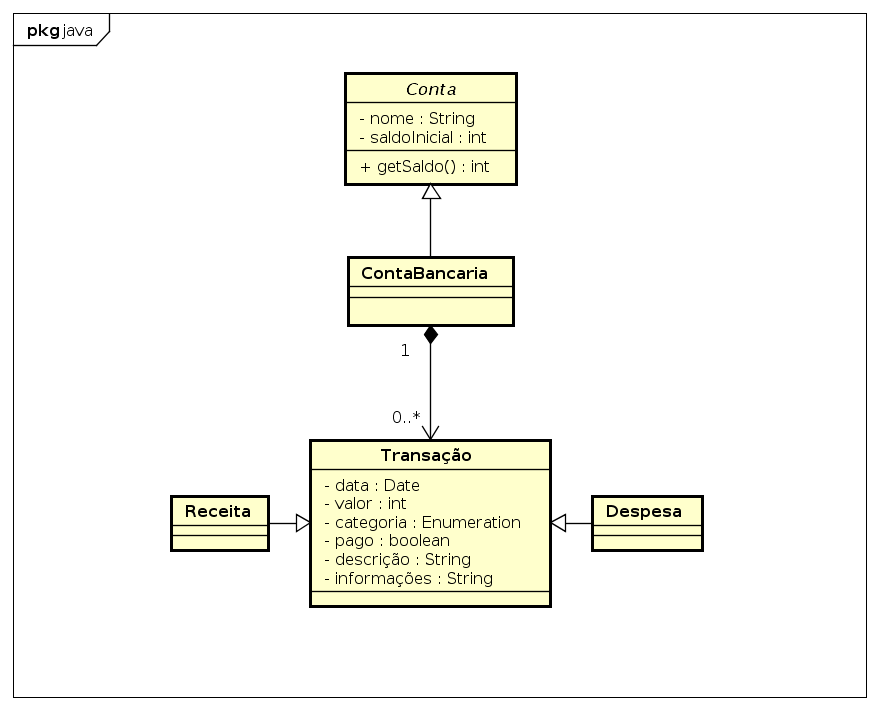 pkg java
Conta
- nome : String
- saldoInicial : int
+ getSaldo() : int
ContaBancaria
1
0..*
Transação
- data : Date
- valor : int
- categoria : Enumeration
- pago : boolean
- descrição : String
- informações : String
Receita
Despesa